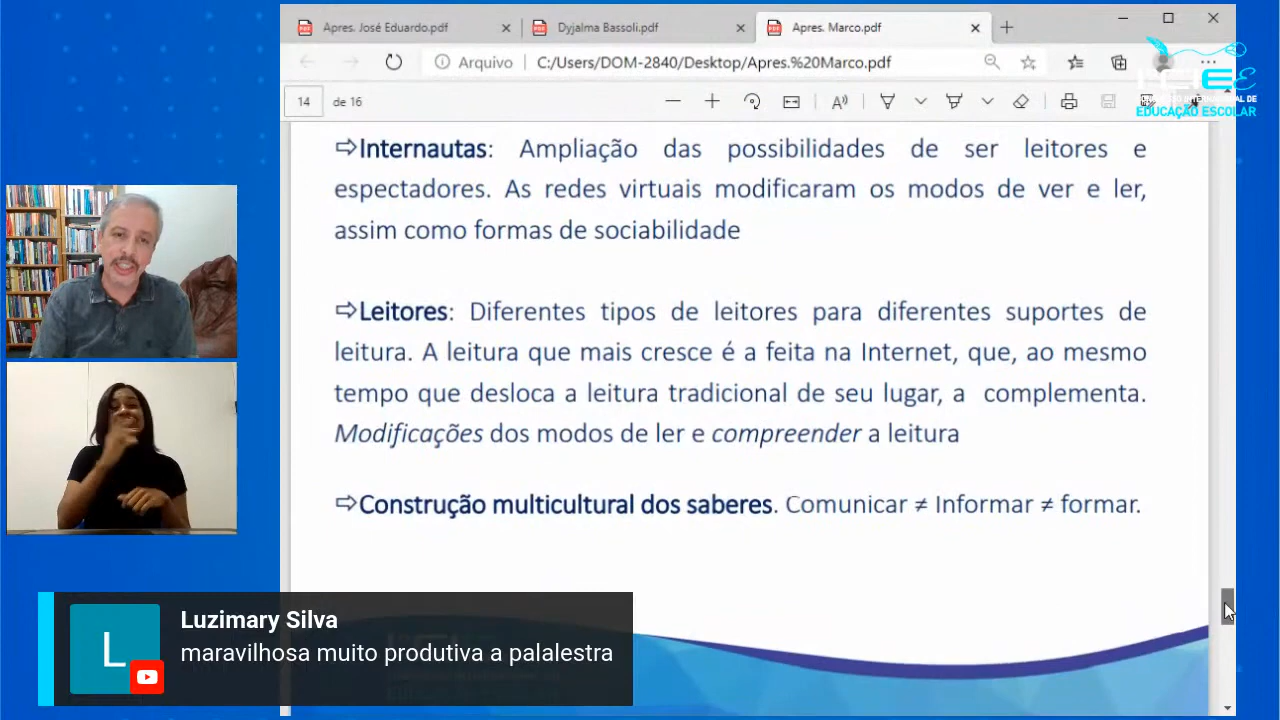 Apres. José Eduardo.pdf
Dyjalma Bassoli.pdf
Apres. Marco.pdf
Arquivo
C:/Users/DOM-2840/Desktop/Apres.%20Marco.pdf
14 de 16
EDUCAÇÃO ESCOLAR
⇨Internautas: Ampliação das possibilidades de ser leitores e
espectadores. As redes virtuais modificaram os modos de ver e ler,
assim como formas de sociabilidade
⇨Leitores: Diferentes tipos de leitores para diferentes suportes de
leitura. A leitura que mais cresce é a feita na Internet, que, ao mesmo
tempo que desloca a leitura tradicional de seu lugar, a complementa.
Modificações dos modos de ler e compreender a leitura
⇨Construção multicultural dos saberes. Comunicar ≠ Informar ≠ formar.
L
Luzimary Silva
maravilhosa muito produtiva a palalestra